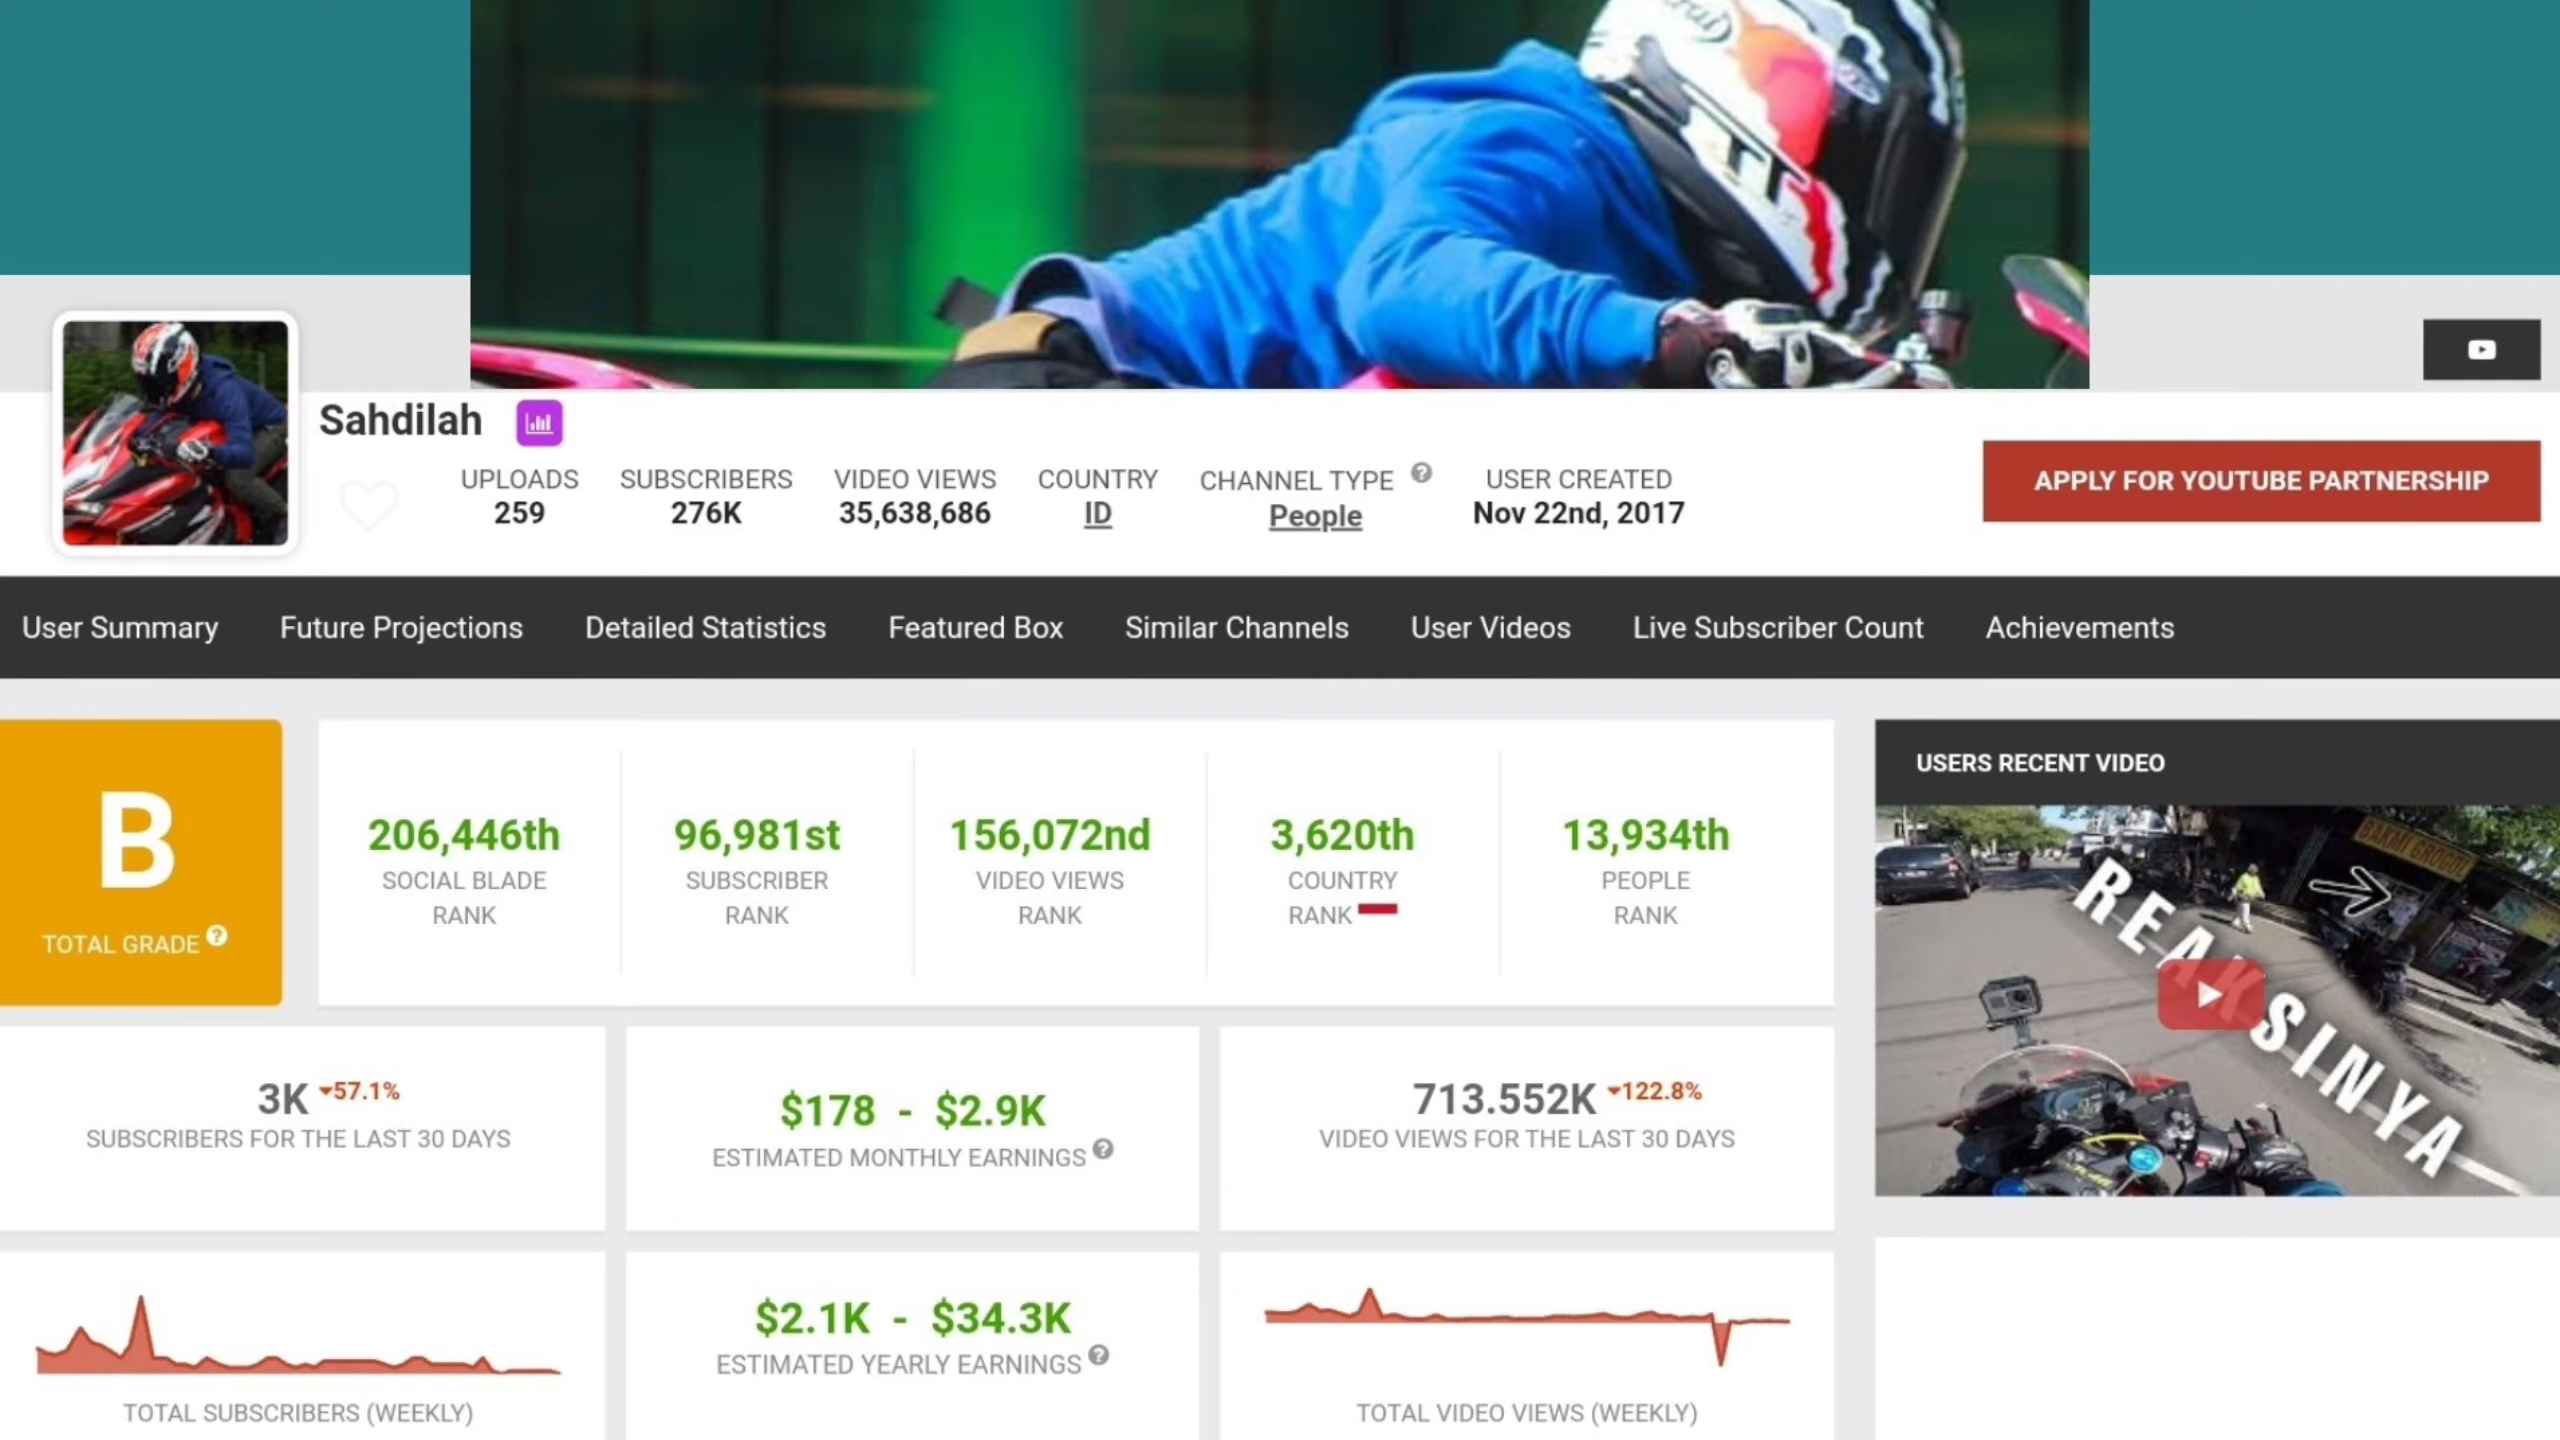 Arai
Sahdilah
UPLOADS
259
SUBSCRIBERS
276K
VIDEO VIEWS
35,638,686
COUNTRY
ID
CHANNEL TYPE
People
USER CREATED
Nov 22nd, 2017
APPLY FOR YOUTUBE PARTNERSHIP
User Summary
Future Projections
Detailed Statistics
Featured Box
Similar Channels
User Videos
Live Subscriber Count
Achievements
B
TOTAL GRADE
206,446th
SOCIAL BLADE
RANK
96,981st
SUBSCRIBER
RANK
156,072nd
VIDEO VIEWS
RANK
3,620th
COUNTRY
RANK
13,934th
PEOPLE
RANK
USERS RECENT VIDEO
REAKSINYA
3K 57.1%
SUBSCRIBERS FOR THE LAST 30 DAYS
$178 - $2.9K
ESTIMATED MONTHLY EARNINGS
713.552K 122.8%
VIDEO VIEWS FOR THE LAST 30 DAYS
TOTAL SUBSCRIBERS (WEEKLY)
$2.1K - $34.3K
ESTIMATED YEARLY EARNINGS
TOTAL VIDEO VIEWS (WEEKLY)